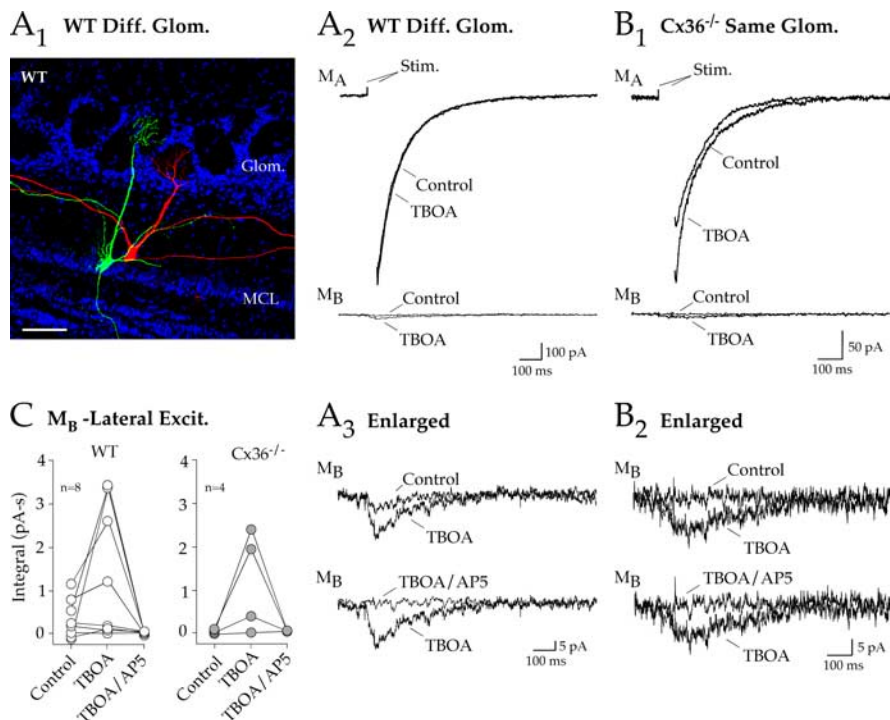 A1 WT Diff. Glom.
WT
Glom.
MCL
A2 WT Diff. Glom.
MA
Stim.
Control
TBOA
MB
Control
TBOA
100 pA
100 ms
B1 Cx36-/- Same Glom.
MA
Stim.
Control
TBOA
MB
Control
TBOA
50 pA
100 ms
C MB -Lateral Excit.
WT
Cx36-/-
Integral (pA-s)
4
3
2
1
0
n=8
Control
TBOA
TBOA/AP5
4
3
2
1
0
n=4
Control
TBOA
TBOA/AP5
A3 Enlarged
MB
Control
TBOA
MB
TBOA/AP5
TBOA
5 pA
100 ms
B2 Enlarged
MB
Control
TBOA
MB
TBOA/AP5
TBOA
5 pA
100 ms